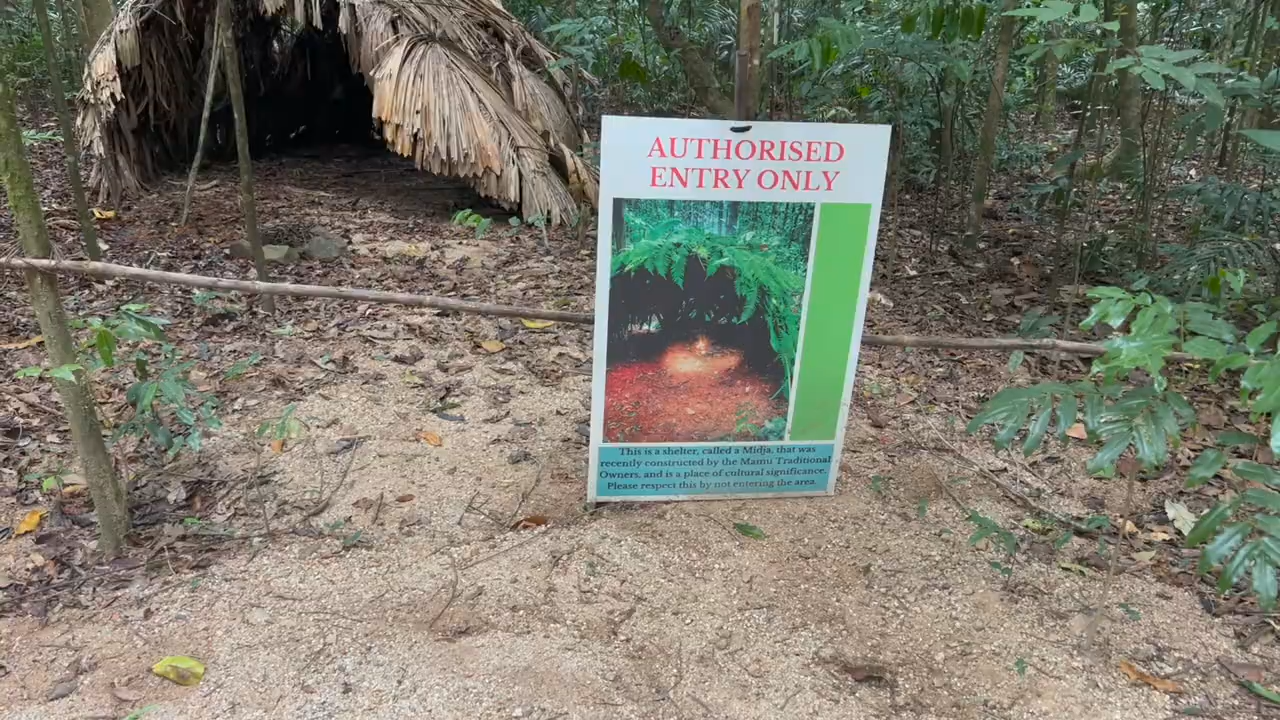 AUTHORISED
ENTRY ONLY
This is a shelter, called a Midja, that was
recently constructed by the Mamu Traditional
Owners, and is a place of cultural significance.
Please respect this by not entering the area.